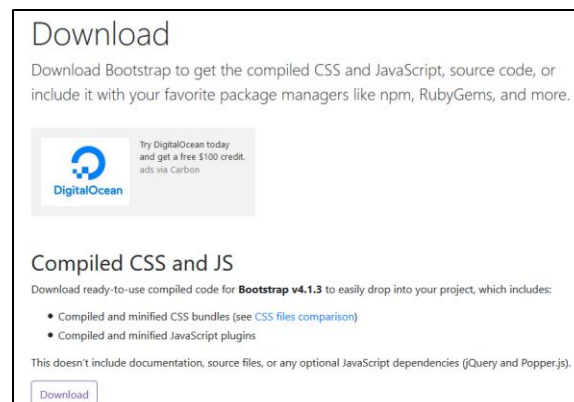 Download
Download Bootstrap to get the compiled CSS and JavaScript, source code, or
include it with your favorite package managers like npm, RubyGems, and more.
DigitalOcean
Try DigitalOcean today
and get a free $100 credit.
ads via Carbon
Compiled CSS and JS
Download ready-to-use compiled code for Bootstrap v4.1.3 to easily drop into your project, which includes:
• Compiled and minified CSS bundles (see CSS files comparison)
• Compiled and minified JavaScript plugins
This doesn't include documentation, source files, or any optional JavaScript dependencies (jQuery and Popper.js).
Download